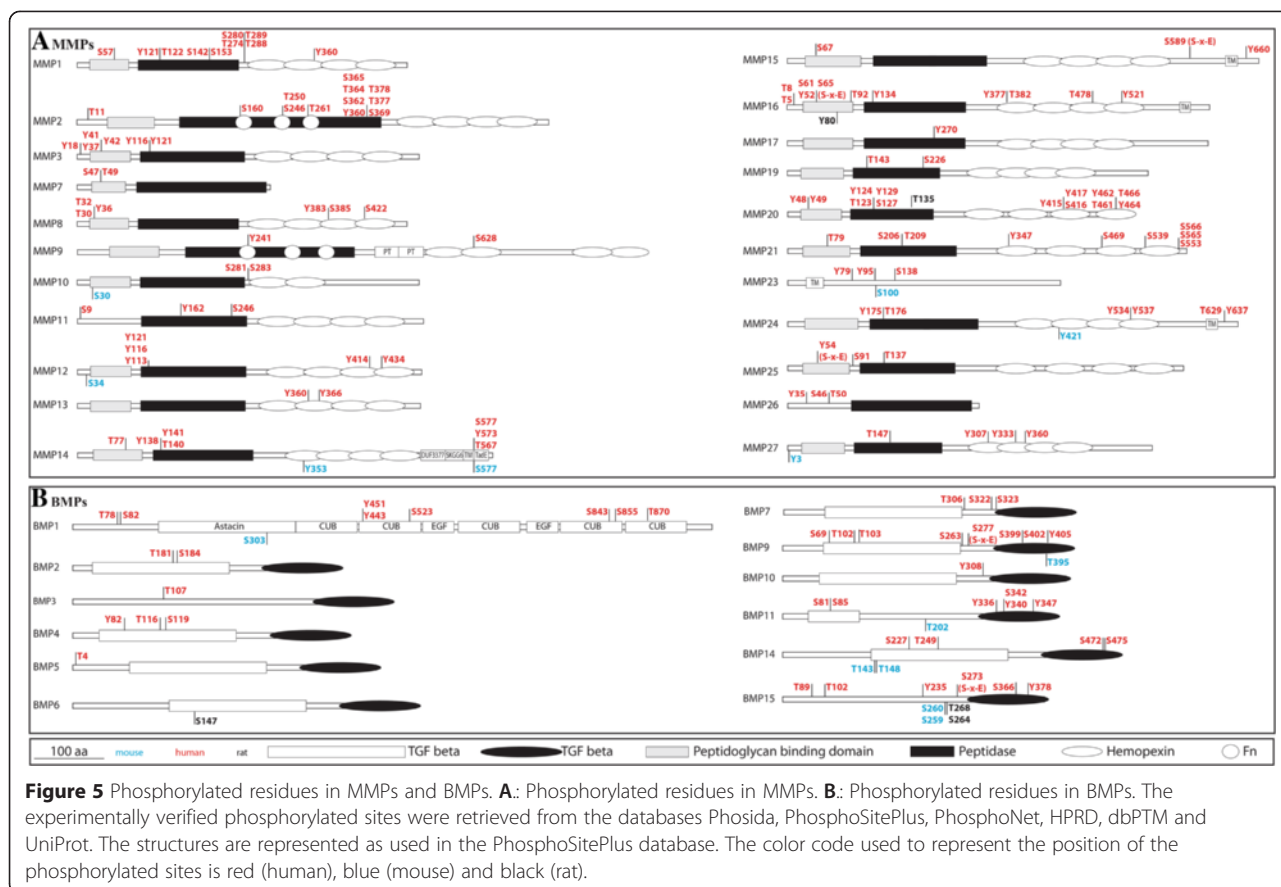 A MMPs
MMP1
S57
Y121 T122
S142 S153
S280 T289
T274 T288
Y360
MMP2
T11
S160
T250
S246
T261
S365
T364 T378
S362 T377
Y360 S369
MMP3
Y41
Y18 Y37
Y42
Y116 Y121
MMP7
S47 T49
MMP8
T32
T30
Y36
Y383 S385
S422
MMP9
Y241
PT PT
S628
MMP10
S281 S283
S30
MMP11
S9
Y162
S246
MMP12
Y121
Y116
Y113
Y414
Y434
S34
MMP13
Y360 Y366
MMP14
T77
Y141
Y138 T140
S577
Y573
T567
TM
Y353
S577
MMP15
S67
S589 (S-x-E)
Y660
TM
MMP16
T8
T5
S61 S65
Y52 (S-x-E)
T92 Y134
Y377 T382
T478
Y521
TM
Y80
MMP17
Y270
MMP19
T143
S226
MMP20
Y48 Y49
Y124 Y129
T123 S127
T135
Y417 Y462 T466
Y415 S416 T461 Y464
MMP21
T79
S206 T209
Y347
S469
S539
S566
S565
S553
MMP23
TM
Y79
Y95
S138
S100
MMP24
Y175 T176
Y534 Y537
T629 Y637
TM
Y421
MMP25
Y54
(S-x-E)
S91
T137
MMP26
Y35 S46 T50
MMP27
T147
Y307 Y333 Y360
Y3
B BMPs
BMP1
T78 S82
Astacin
CUB
CUB
EGF
CUB
EGF
CUB
CUB
Y451
Y443
S523
S843 S855
T870
S303
BMP2
T181 S184
BMP3
T107
BMP4
Y82
T116 S119
BMP5
T4
BMP6
S147
BMP7
T306 S322 S323
BMP9
S69 T102 T103
S263
S277
(S-x-E)
S399 S402 Y405
T395
BMP10
Y308
BMP11
S81 S85
S342
Y336 Y340 Y347
T202
BMP14
S227 T249
S472 S475
T143 T148
BMP15
T89 T102
Y235
S273
(S-x-E)
S366
Y378
S260 T268
S259 S264
100 aa mouse human rat TGF beta TGF beta Peptidoglycan binding domain Peptidase Hemopexin Fn
Figure 5 Phosphorylated residues in MMPs and BMPs. A.: Phosphorylated residues in MMPs. B.: Phosphorylated residues in BMPs. The
experimentally verified phosphorylated sites were retrieved from the databases Phosida, PhosphoSitePlus, PhosphoNet, HPRD, dbPTM and
UniProt. The structures are represented as used in the PhosphoSitePlus database. The color code used to represent the position of the
phosphorylated sites is red (human), blue (mouse) and black (rat).